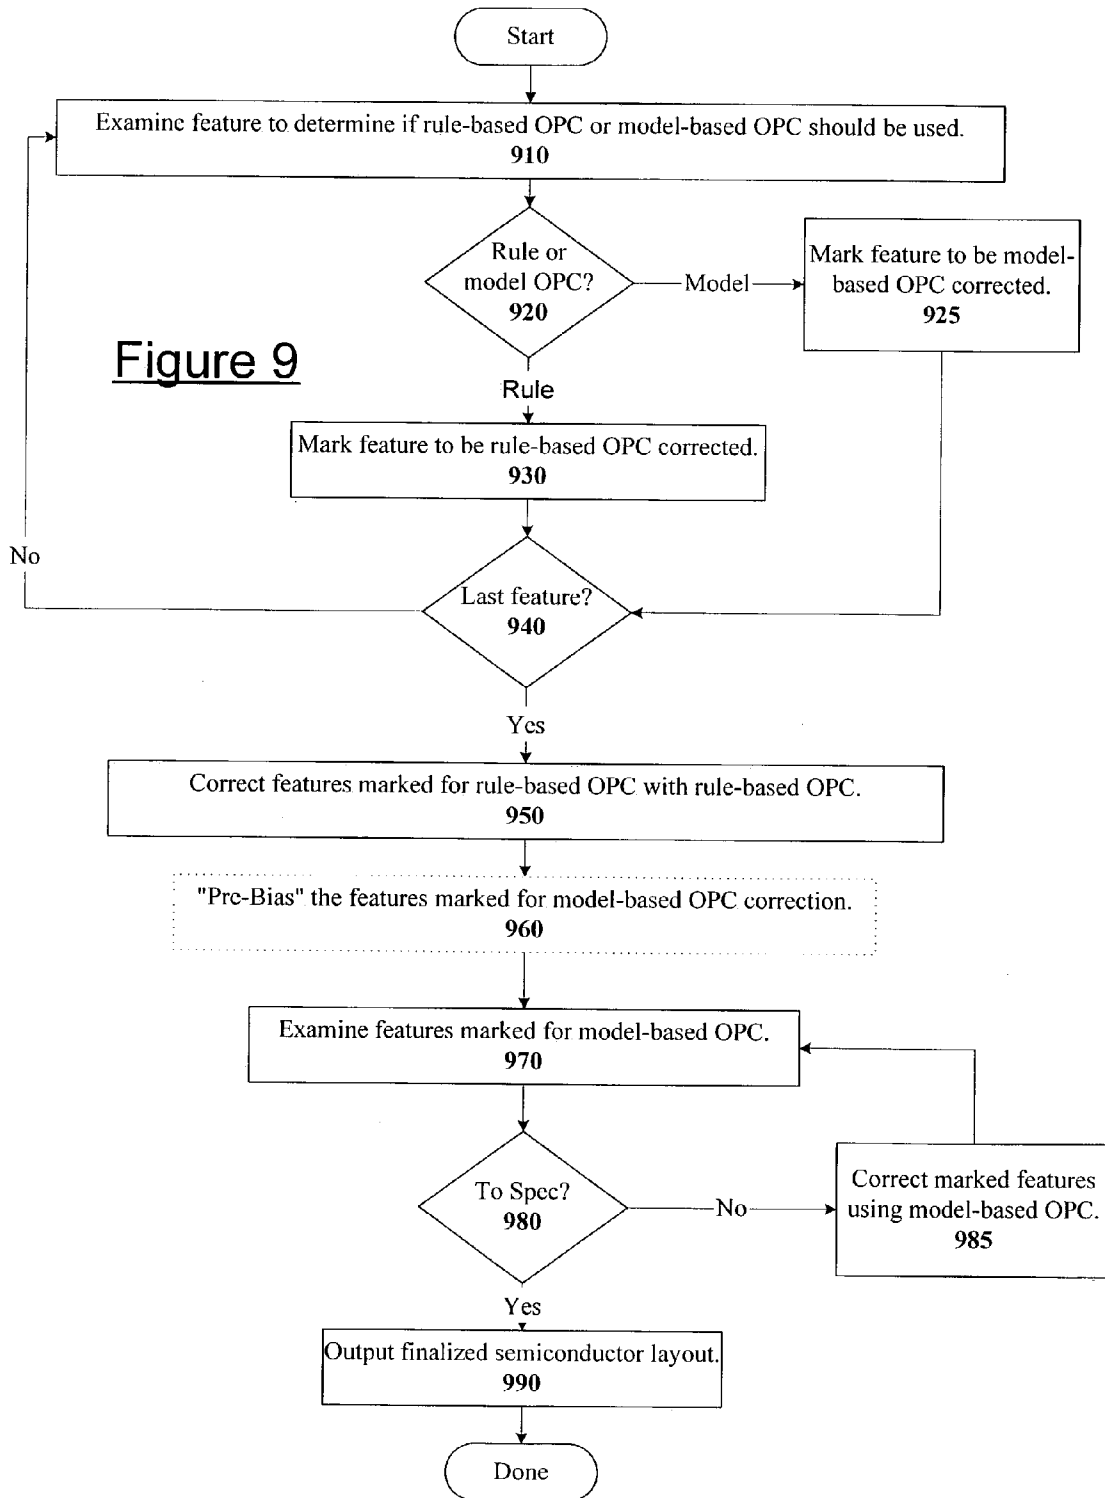 Start
Examine feature to determine if rule-based OPC or model-based OPC should be used.
910
Rule or
model OPC?
920
Model
Mark feature to be model-
based OPC corrected.
925
Figure 9
Rule
Mark feature to be rule-based OPC corrected.
930
No
Last feature?
940
Yes
Correct features marked for rule-based OPC with rule-based OPC.
950
"Pre-Bias" the features marked for model-based OPC correction.
960
Examine features marked for model-based OPC.
970
To Spec?
980
No
Correct marked features
using model-based OPC.
985
Yes
Output finalized semiconductor layout.
990
Done